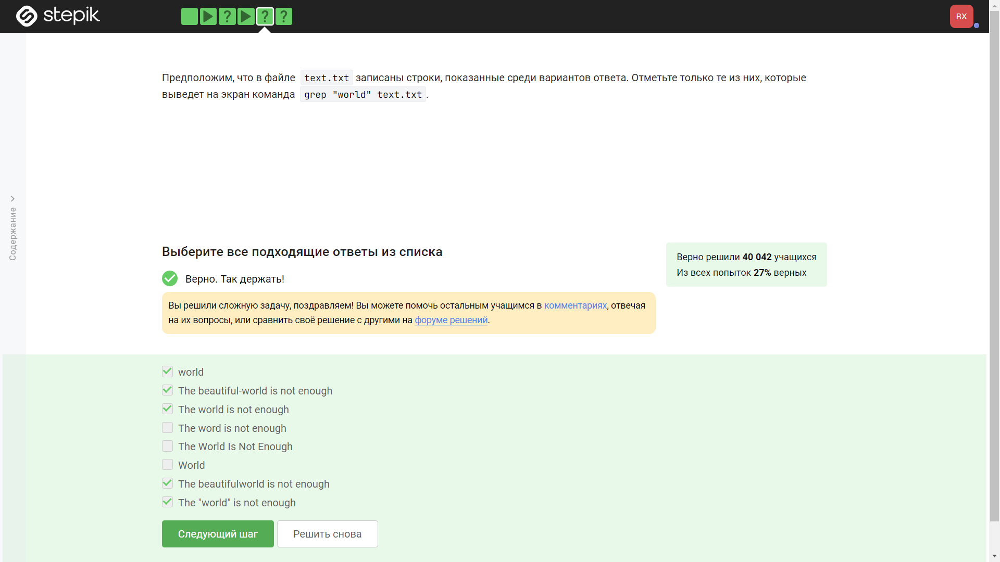 stepik
? ? ?
BX
Содержание
Предположим, что в файле text.txt записаны строки, показанные среди вариантов ответа. Отметьте только те из них, которые
выведет на экран команда grep "world" text.txt.
Выберите все подходящие ответы из списка
Верно решили 40 042 учащихся
Из всех попыток 27% верных
Верно. Так держать!
Вы решили сложную задачу, поздравляем! Вы можете помочь остальным учащимся в комментариях, отвечая
на их вопросы, или сравнить своё решение с другими на форуме решений.
world
The beautiful-world is not enough
The world is not enough
The word is not enough
The World Is Not Enough
World
The beautifulworld is not enough
The "world" is not enough
Следующий шаг
Решить снова